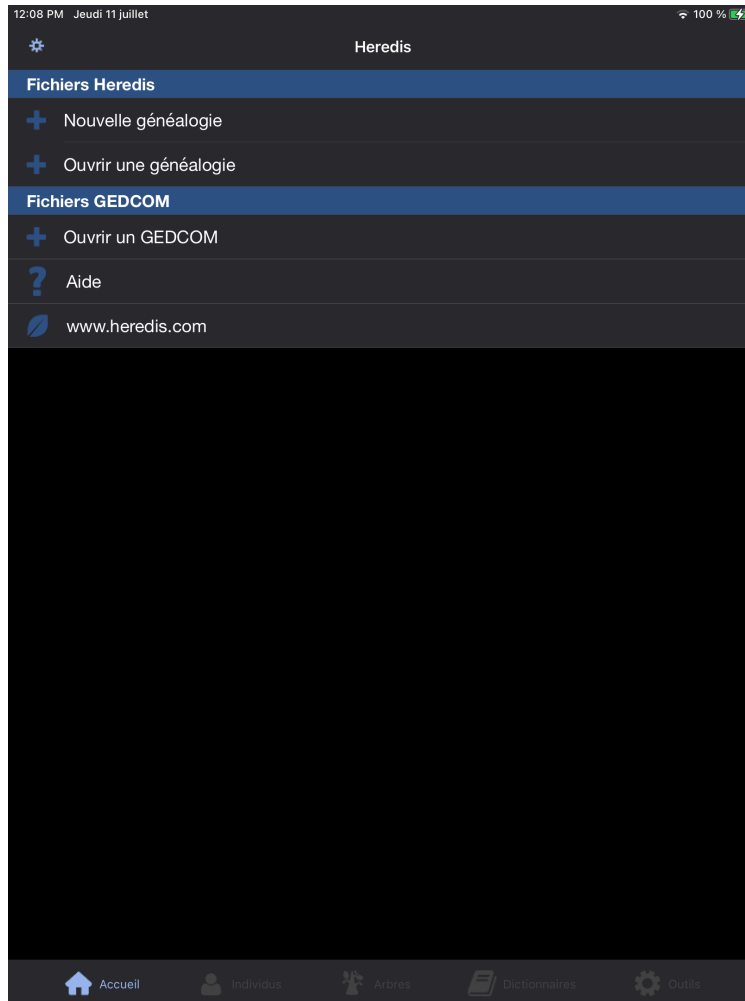 12:08 PM Jeudi 11 juillet 100 %
Heredis
Fichiers Heredis
Nouvelle généalogie
Ouvrir une généalogie
Fichiers GEDCOM
Ouvrir un GEDCOM
Aide
www.heredis.com
Accueil Individus Arbres Dictionnaires Outils